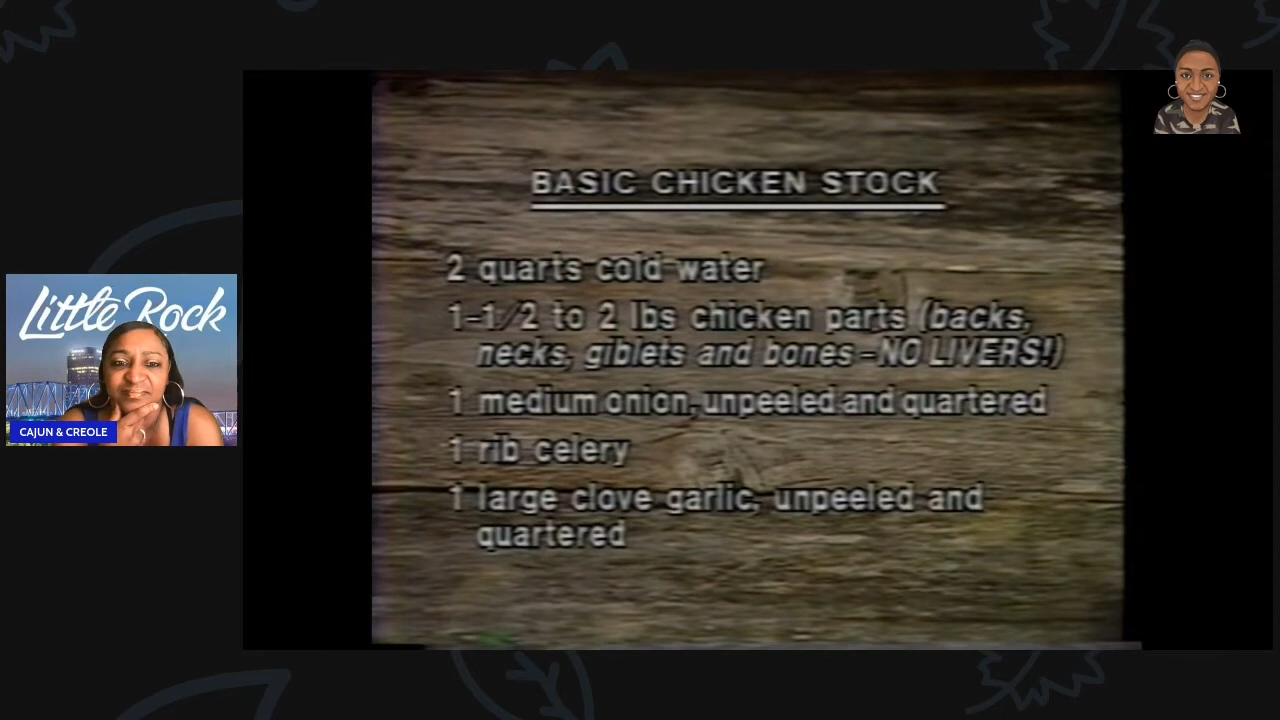 BASIC CHICKEN STOCK
2 quarts cold water
1-1/2 to 2 lbs chicken parts (backs,
necks, giblets and bones-NO LIVERS!)
1 medium onion, unpeeled and quartered
1 rib celery
1 large clove garlic, unpeeled and
quartered
Little Rock
CAJUN & CREOLE